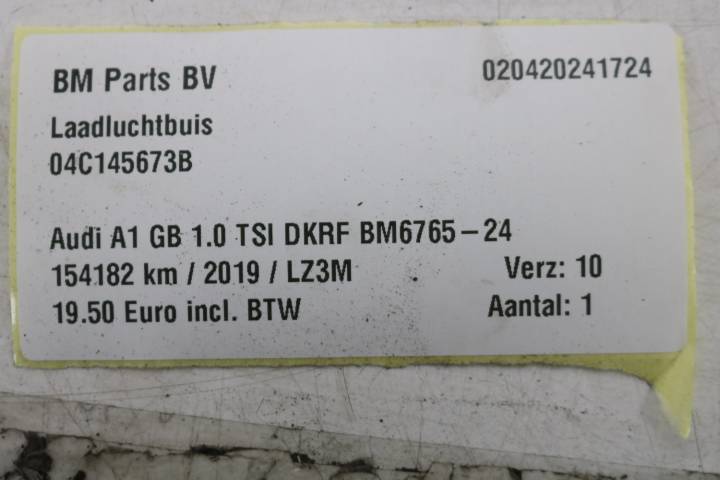 BM Parts BV 020420241724
Laadluchtbuis
04C145673B
Audi A1 GB 1.0 TSI DKRF BM6765-24
154182 km / 2019 / LZ3M Verz: 10
19.50 Euro incl. BTW Aantal: 1